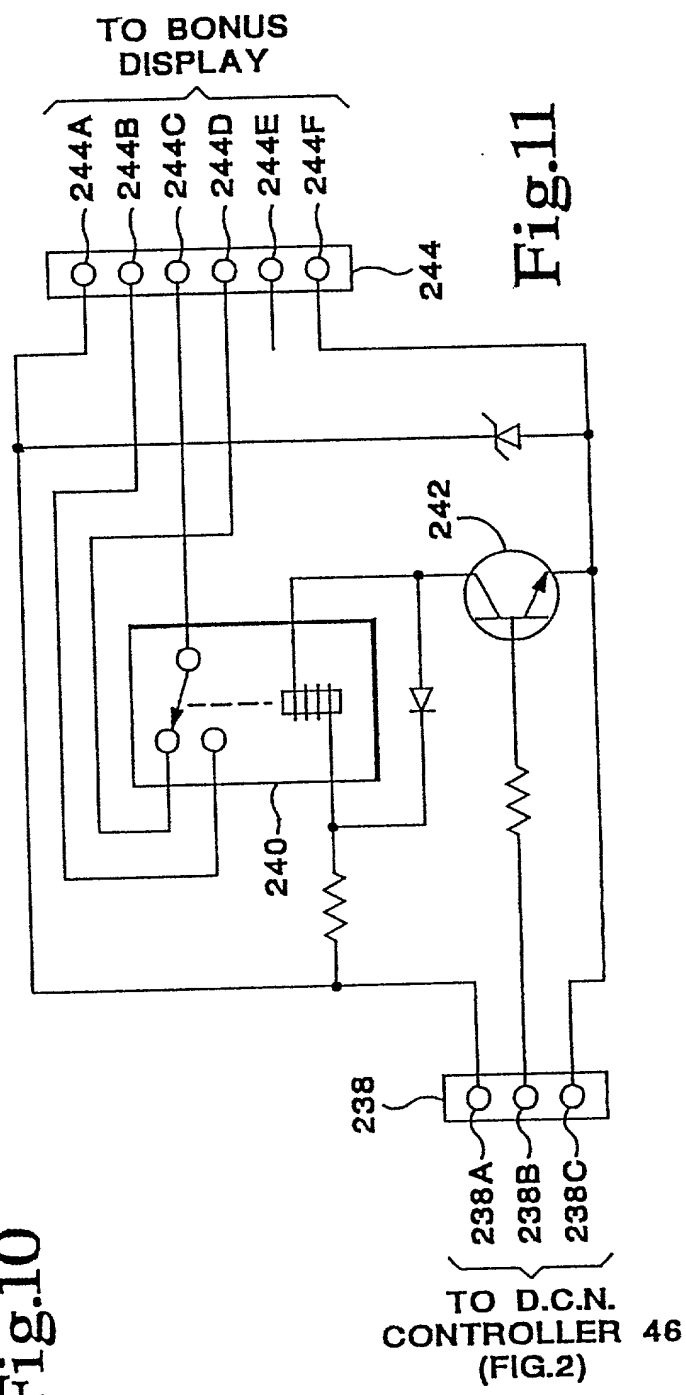 TO BONUS
DISPLAY
244A
244B
244C
244D
244E
244F
244
Fig.11
242
240
238
238A
238B
238C
TO D.C.N.
CONTROLLER 46
(FIG.2)
Fig.10